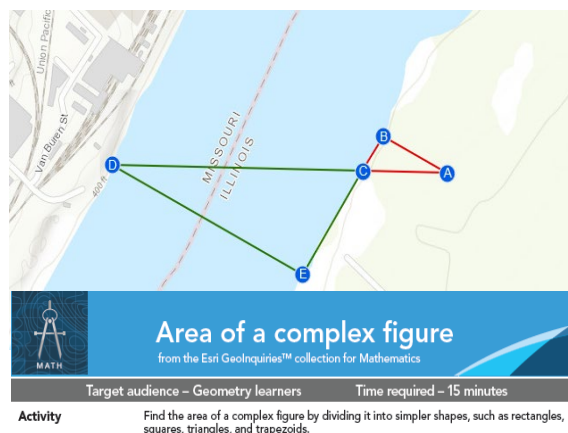 Union Pacific
Van Buren St
400 ft
MISSOURI
ILLINOIS
B
D
C
A
E
MATH
Area of a complex figure
from the Esri GeoInquiries™ collection for Mathematics
Target audience – Geometry learners Time required – 15 minutes
Activity Find the area of a complex figure by dividing it into simpler shapes, such as rectangles,
squares, triangles, and trapezoids.